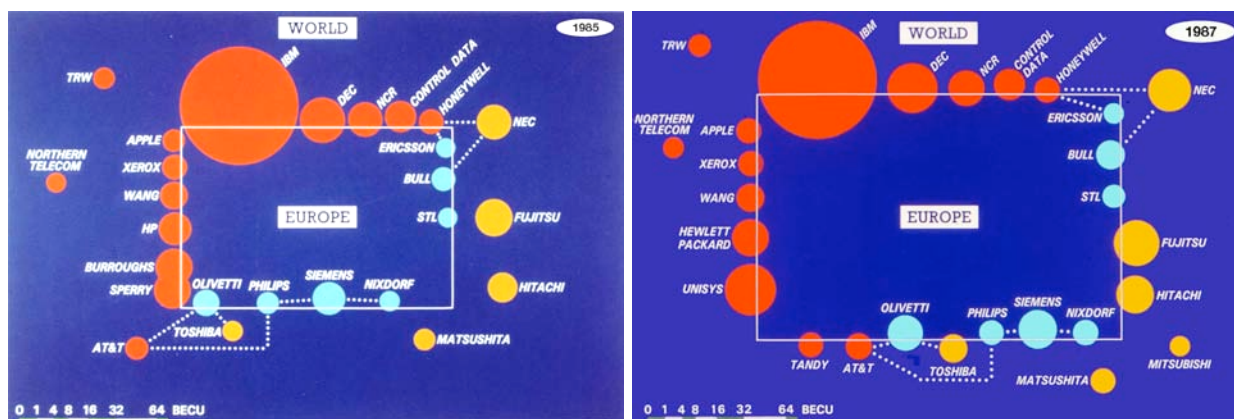 WORLD
1985
IBM
TRW
DEC
NCR
CONTROL DATA
HONEYWELL
NEC
APPLE
ERICSSON
NORTHERN
TELECOM
XEROX
BULL
WANG
STL
EUROPE
FUJITSU
HP
BURROUGHS
SPERRY
OLIVETTI
PHILIPS
SIEMENS
NIXDORF
HITACHI
TOSHIBA
AT&T
MATSUSHITA
0 1 4 8 16 32 64 BECU
WORLD
1987
IBM
TRW
DEC
NCR
CONTROL
DATA
HONEYWELL
NEC
ERICSSON
NORTHERN
TELECOM
APPLE
XEROX
BULL
WANG
STL
EUROPE
HEWLETT
PACKARD
FUJITSU
UNISYS
HITACHI
OLIVETTI
PHILIPS
SIEMENS
NIXDORF
TANDY
AT&T
TOSHIBA
MITSUBISHI
MATSUSHITA
0 1 4 8 16 32 64 BECU